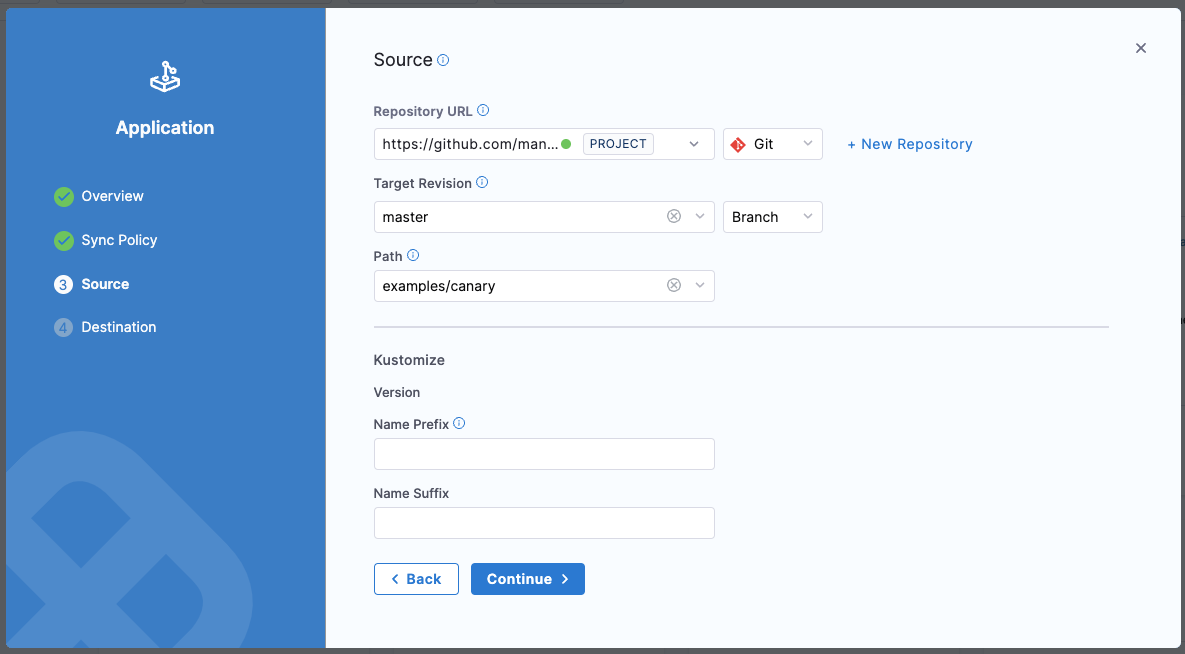 Application
Overview
Sync Policy
3 Source
4 Destination
Source
Repository URL
https://github.com/man... PROJECT Git + New Repository
Target Revision
master Branch
Path
examples/canary
Kustomize
Version
Name Prefix
Name Suffix
Back Continue